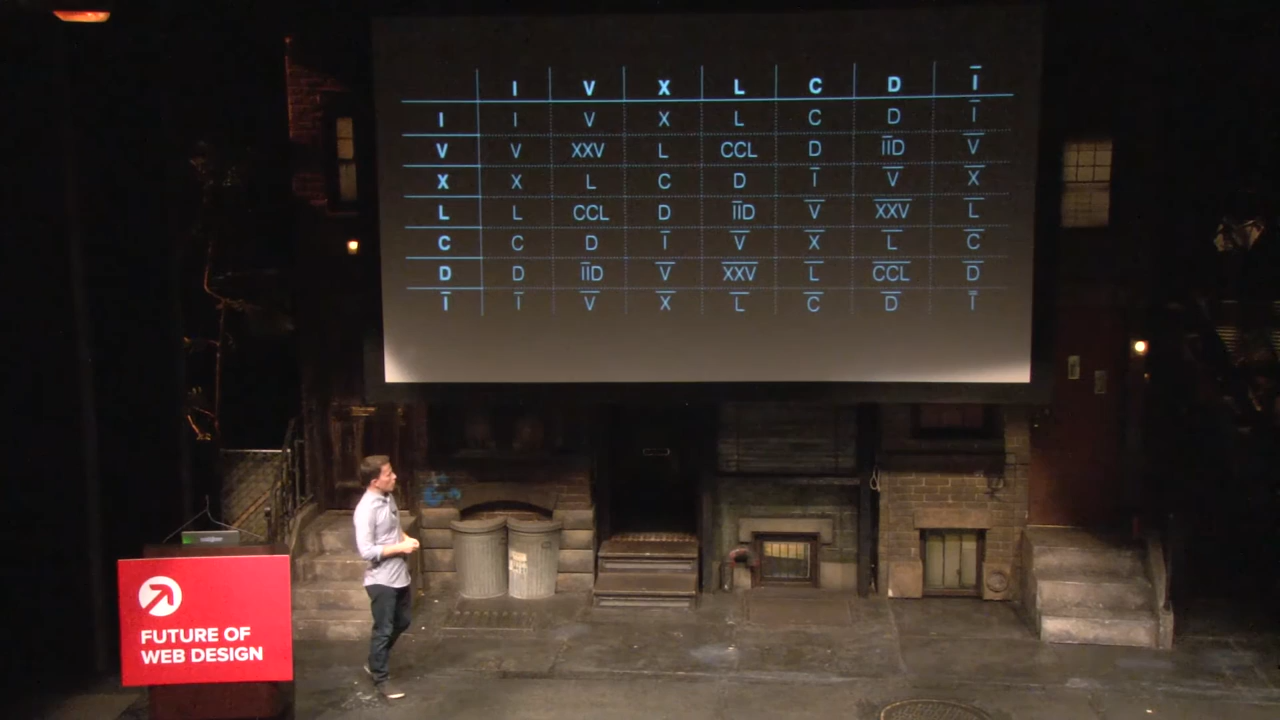 I V X L C D I̅
I I V X L C D I̅
V V XXV L CCL D I̅I̅D V̅
X X L C D I̅ V̅ X̅
L L CCL D I̅I̅D V̅ X̅X̅V̅ L̅
C C D I̅ V̅ X̅ L̅ C̅
D D I̅I̅D V̅ X̅X̅V̅ L̅ C̅C̅L̅ D̅
I̅ I̅ V̅ X̅ L̅ C̅ D̅ I̿
FUTURE OF
WEB DESIGN